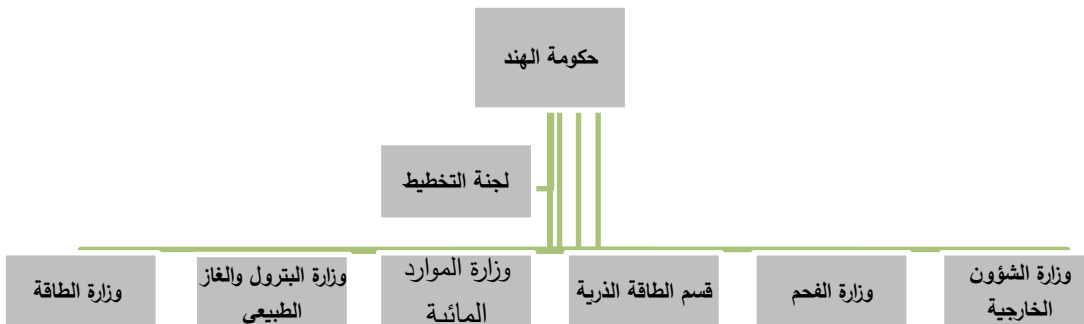 حكومة الهند
لجنة التخطيط
وزارة الشؤون
الخارجية
وزارة الفحم
قسم الطاقة الذرية
وزارة الموارد
المائية
وزارة البترول والغاز
الطبيعي
وزارة الطاقة